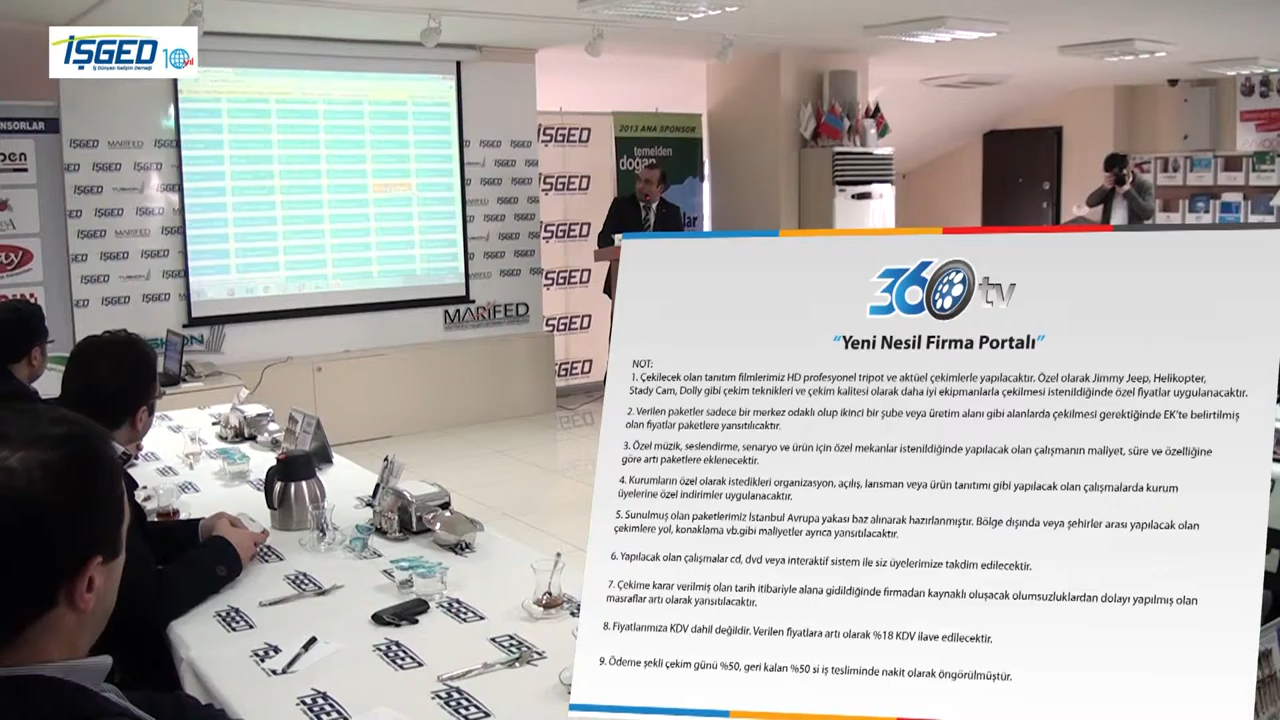 İŞGED
İş Dünyası Gelişim Derneği
10.yıl
NSORLAR
İŞGED MARİFED İŞGED
İŞGED
2013 ANA SPONSOR
temelden
doğan
lar
MARİFED
360tv
“Yeni Nesil Firma Portalı”
NOT:
1. Çekilecek olan tanıtım filmlerimiz HD profesyonel tripot ve aktüel çekimlerle yapılacaktır. Özel olarak Jimmy Jeep, Helikopter,
Stady Cam, Dolly gibi çekim teknikleri ve çekim kalitesi olarak daha iyi ekipmanlarla çekilmesi istenildiğinde özel fiyatlar uygulanacaktır.
2. Verilen paketler sadece bir merkez odaklı olup ikinci bir şube veya üretim alanı gibi alanlarda çekilmesi gerektiğinde EK'te belirtilmiş
olan fiyatlar paketlere yansıtılıcaktır.
3. Özel müzik, seslendirme, senaryo ve ürün için özel mekanlar istenildiğinde yapılacak olan çalışmanın maliyet, süre ve özelliğine
göre artı paketlere eklenecektir.
4. Kurumların özel olarak istedikleri organizasyon, açılış, lansman veya ürün tanıtımı gibi yapılacak olan çalışmalarda kurum
üyelerine özel indirimler uygulanacaktır.
5. Sunulmuş olan paketlerimiz İstanbul Avrupa yakası baz alınarak hazırlanmıştır. Bölge dışında veya şehirler arası yapılacak olan
çekimlere yol, konaklama vb.gibi maliyetler ayrıca yansıtılacaktır.
6. Yapılacak olan çalışmalar cd, dvd veya interaktif sistem ile siz üyelerimize takdim edilecektir.
7. Çekime karar verilmiş olan tarih itibariyle alana gidildiğinde firmadan kaynaklı oluşacak olumsuzluklardan dolayı yapılmış olan
masraflar artı olarak yansıtılacaktır.
8. Fiyatlarımıza KDV dahil değildir. Verilen fiyatlara artı olarak %18 KDV ilave edilecektir.
9. Ödeme şekli çekim günü %50, geri kalan %50 si iş tesliminde nakit olarak öngörülmüştür.